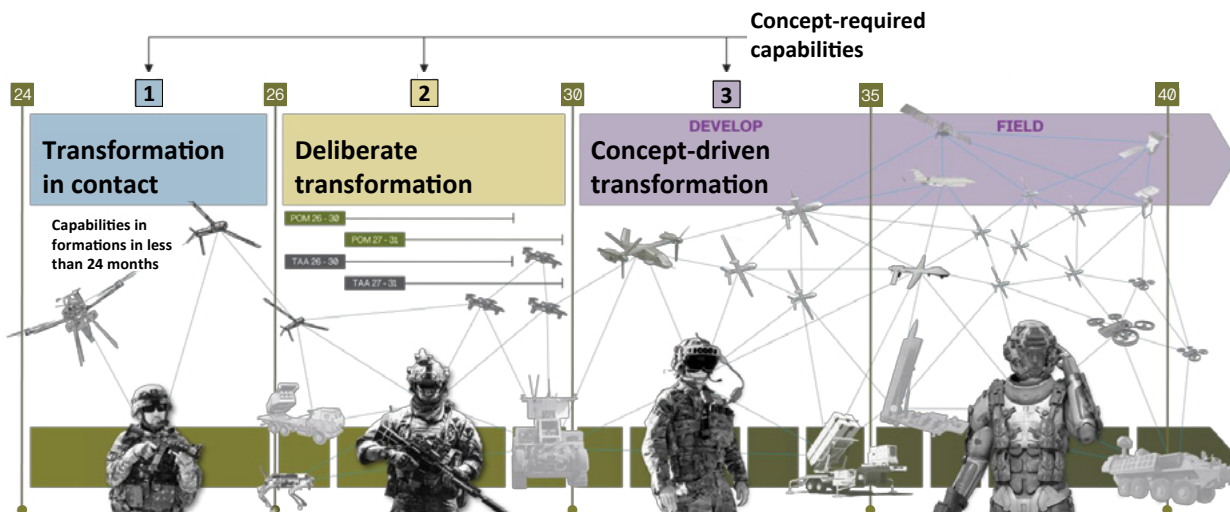 Concept-required
capabilities
24
1
26
2
30
3
35
40
DEVELOP
FIELD
Transformation
in contact
Deliberate
transformation
Concept-driven
transformation
Capabilities in
formations in less
than 24 months
POM 26 - 30
POM 27 - 31
TAA 26 - 30
TAA 27 - 31